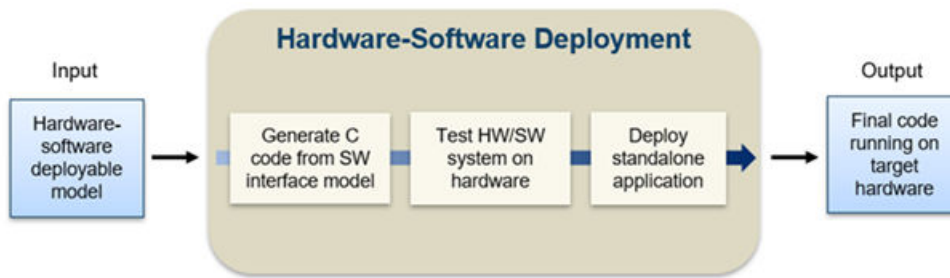 Hardware-Software Deployment
Input
Hardware-
software
deployable
model
Generate C
code from SW
interface model
Test HW/SW
system on
hardware
Deploy
standalone
application
Output
Final code
running on
target
hardware